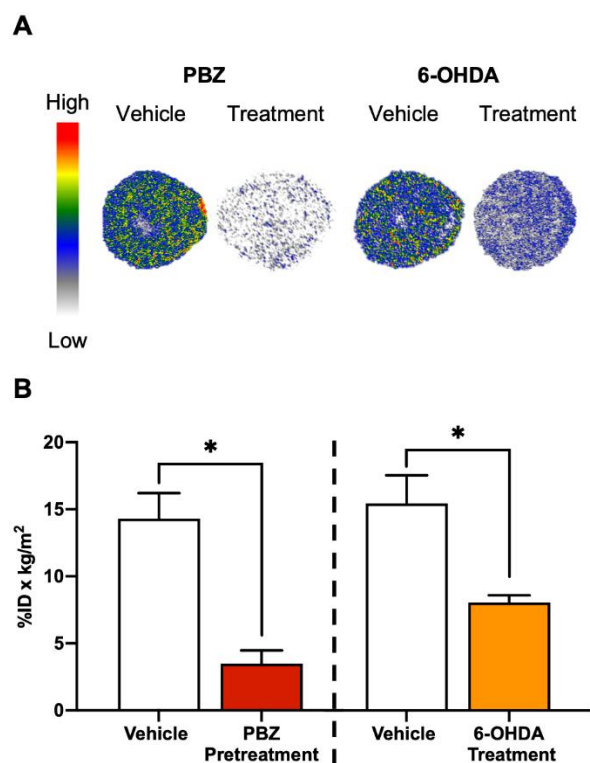 A
PBZ 6-OHDA
High Vehicle Treatment Vehicle Treatment
Low
B
20
15
10
5
0
%ID x kg/m²
*
*
Vehicle PBZ Pretreatment Vehicle 6-OHDA Treatment